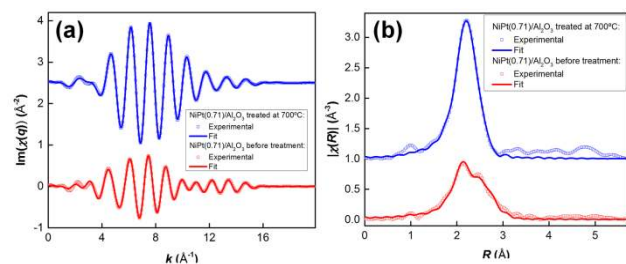 (a)
Im(χ(q)) (Å⁻²)
4
3
2
1
0
-1
0
4
8
12
16
k (Å⁻¹)
NiPt(0.71)/Al₂O₃ treated at 700ºC:
Experimental
Fit
NiPt(0.71)/Al₂O₃ before treatment:
Experimental
Fit
(b)
|χ(R)| (Å⁻³)
3.0
2.5
2.0
1.5
1.0
0.5
0.0
0
1
2
3
4
5
R (Å)
NiPt(0.71)/Al₂O₃ treated at 700ºC:
Experimental
Fit
NiPt(0.71)/Al₂O₃ before treatment:
Experimental
Fit